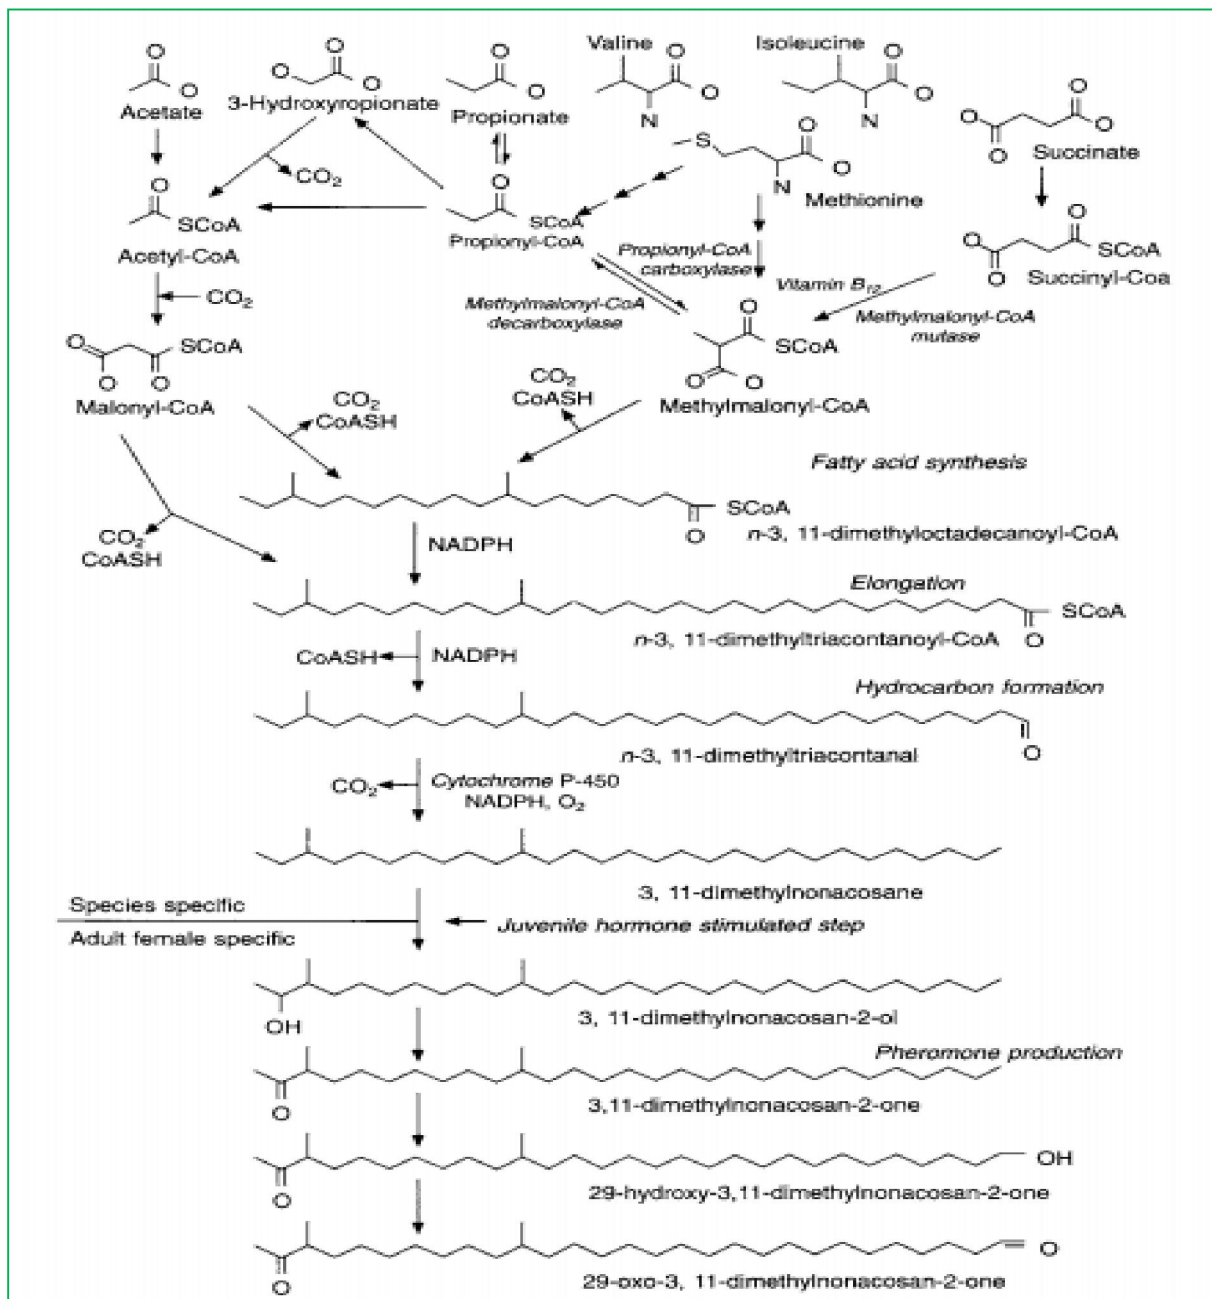 Valine
Isoleucine
O
O
O
O
O
O
O
O
O
O
O
N
N
Acetate
3-Hydroxyropionate
Propionate
S
O
O
N
Methionine
O
O
O
O
Succinate
CO₂
O
SCoA
Acetyl-CoA
O
SCoA
Propionyl-CoA
O
O
O
SCoA
Succinyl-Coa
CO₂
Propionyl-CoA
carboxylase
Vitamin B₁₂
Methylmalonyl-CoA
decarboxylase
Methylmalonyl-CoA
mutase
O
O
O
SCoA
Malonyl-CoA
O
SCoA
O
O
Methylmalonyl-CoA
CO₂
CoASH
CO₂
CoASH
Fatty acid synthesis
SCoA
O
n-3, 11-dimethyloctadecanoyl-CoA
CO₂
CoASH
NADPH
Elongation
SCoA
O
n-3, 11-dimethyltriacontanoyl-CoA
CoASH
NADPH
Hydrocarbon formation
O
n-3, 11-dimethyltriacontanal
CO₂
Cytochrome P-450
NADPH, O₂
3, 11-dimethylnonacosane
Species specific
Adult female specific
Juvenile hormone stimulated step
OH
3, 11-dimethylnonacosan-2-ol
Pheromone production
O
3,11-dimethylnonacosan-2-one
OH
O
29-hydroxy-3,11-dimethylnonacosan-2-one
O
O
29-oxo-3, 11-dimethylnonacosan-2-one